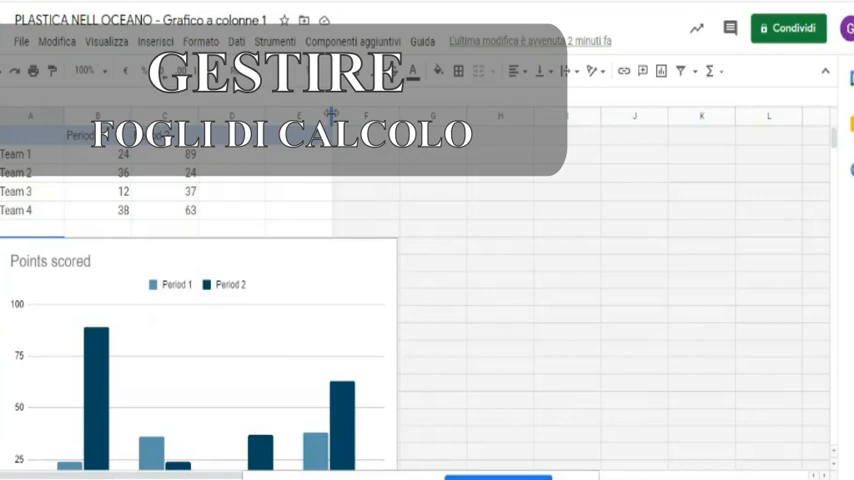 PLASTICA NELL'OCEANO - Grafico a colonne 1
File Modifica Visualizza Inserisci Formato Dati Strumenti Componenti aggiuntivi Guida L'ultima modifica è avvenuta 2 minuti fa
Condividi
G
100%
€ %
GESTIRE
FOGLI DI CALCOLO
A B C D E F G H J K L
Period
Team 1 24 89
Team 2 36 24
Team 3 12 37
Team 4 38 63
Points scored
Period 1 Period 2
100
75
50
25